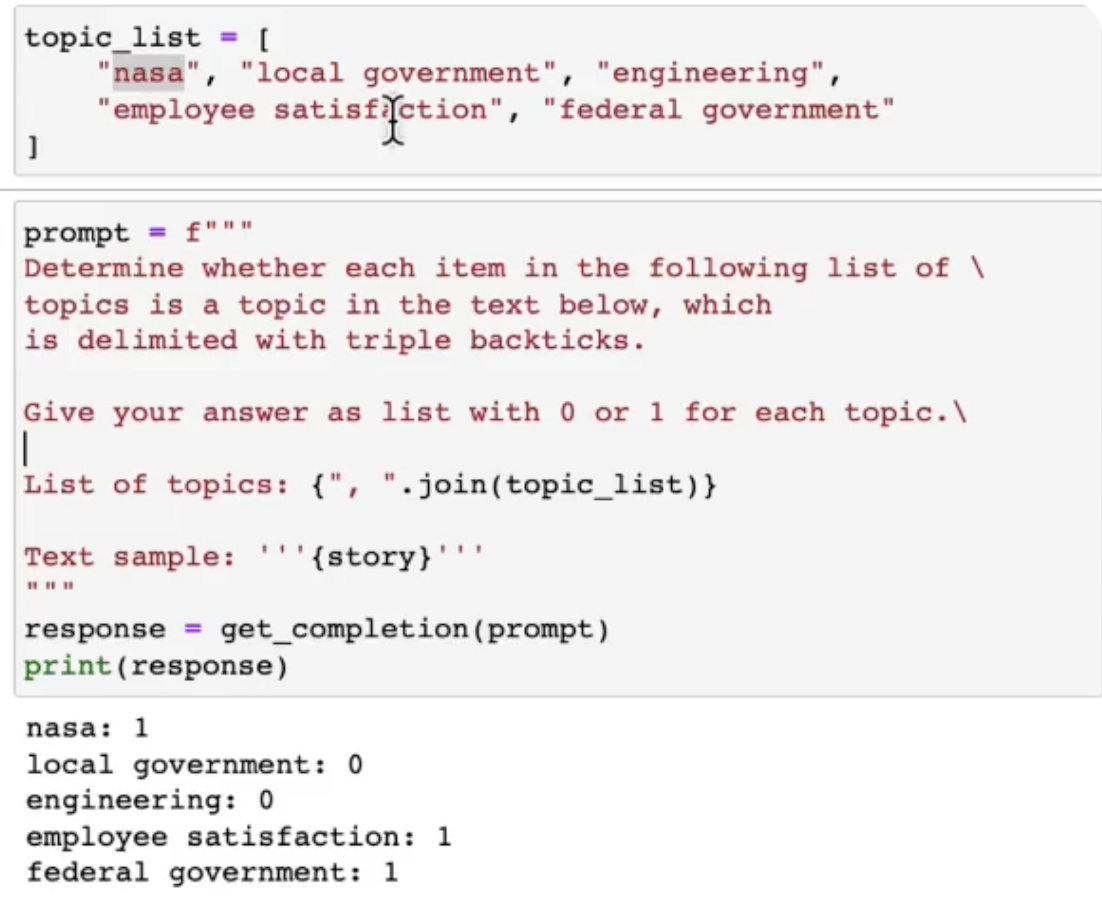 topic_list = [
"nasa", "local government", "engineering",
"employee satisfaction", "federal government"
]
prompt = f"""
Determine whether each item in the following list of \
topics is a topic in the text below, which
is delimited with triple backticks.
Give your answer as list with 0 or 1 for each topic.\
List of topics: {", ".join(topic_list)}
Text sample: '''{story}'''
"""
response = get_completion(prompt)
print(response)
nasa: 1
local government: 0
engineering: 0
employee satisfaction: 1
federal government: 1